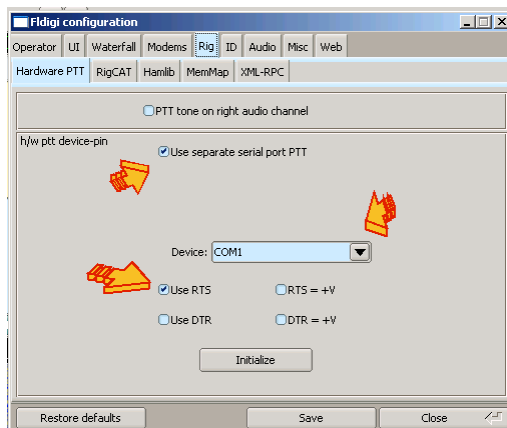 Fldigi configuration
Operator UI Waterfall Modems Rig ID Audio Misc Web
Hardware PTT RigCAT Hamlib MemMap XML-RPC
PTT tone on right audio channel
h/w ptt device-pin
Use separate serial port PTT
Device: COM1
Use RTS RTS = +V
Use DTR DTR = +V
Initialize
Restore defaults Save Close